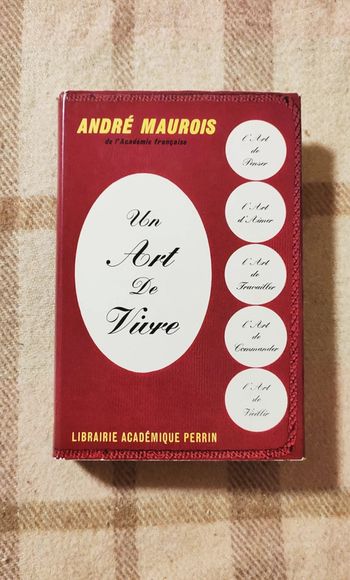 ANDRÉ MAUROIS
de l'Académie française
Un
Art
De
Vivre
l'Art
de
Penser
l'Art
d'Aimer
l'Art
de
Travailler
l'Art
de
Commander
l'Art
de
Vieillir
LIBRAIRIE ACADÉMIQUE PERRIN